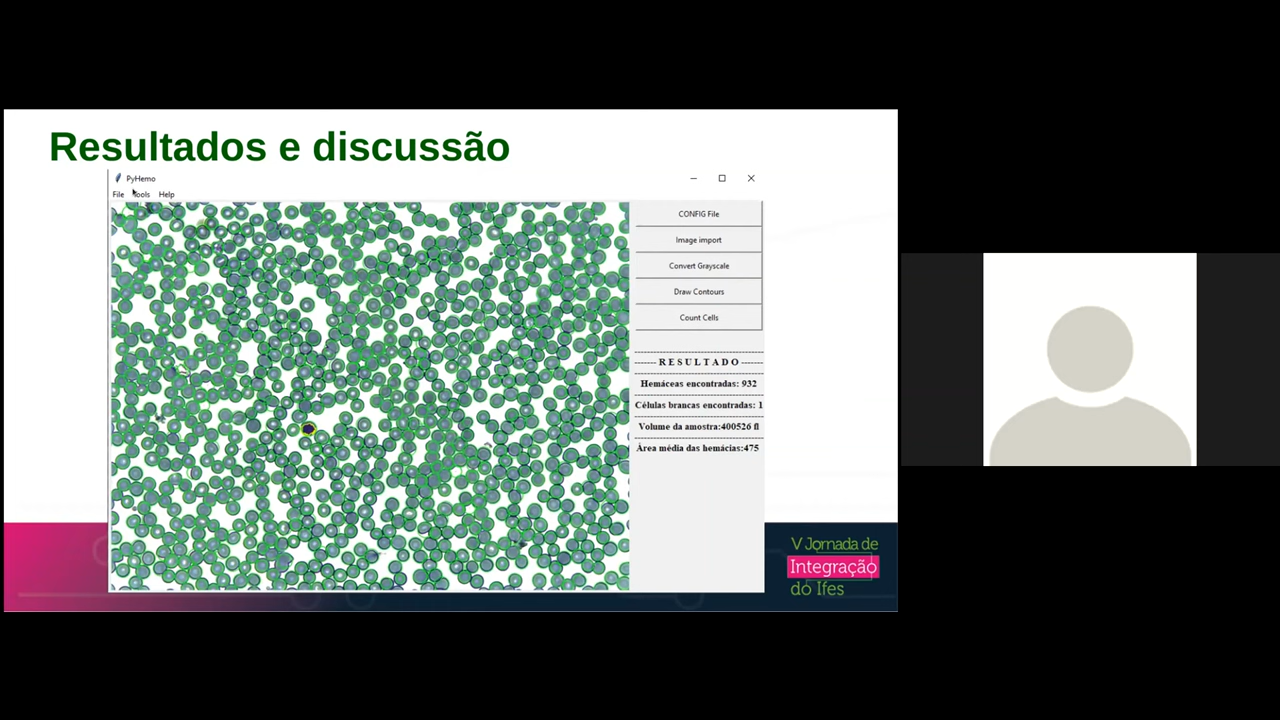 Resultados e discussão
PyHemo
File Tools Help
CONFIG File
Image import
Convert Grayscale
Draw Contours
Count Cells
------- R E S U L T A D O -------
Hemáceas encontradas: 932
Células brancas encontradas: 1
Volume da amostra:400526 fl
Área média das hemácias:475
V Jornada de
Integração
do Ifes